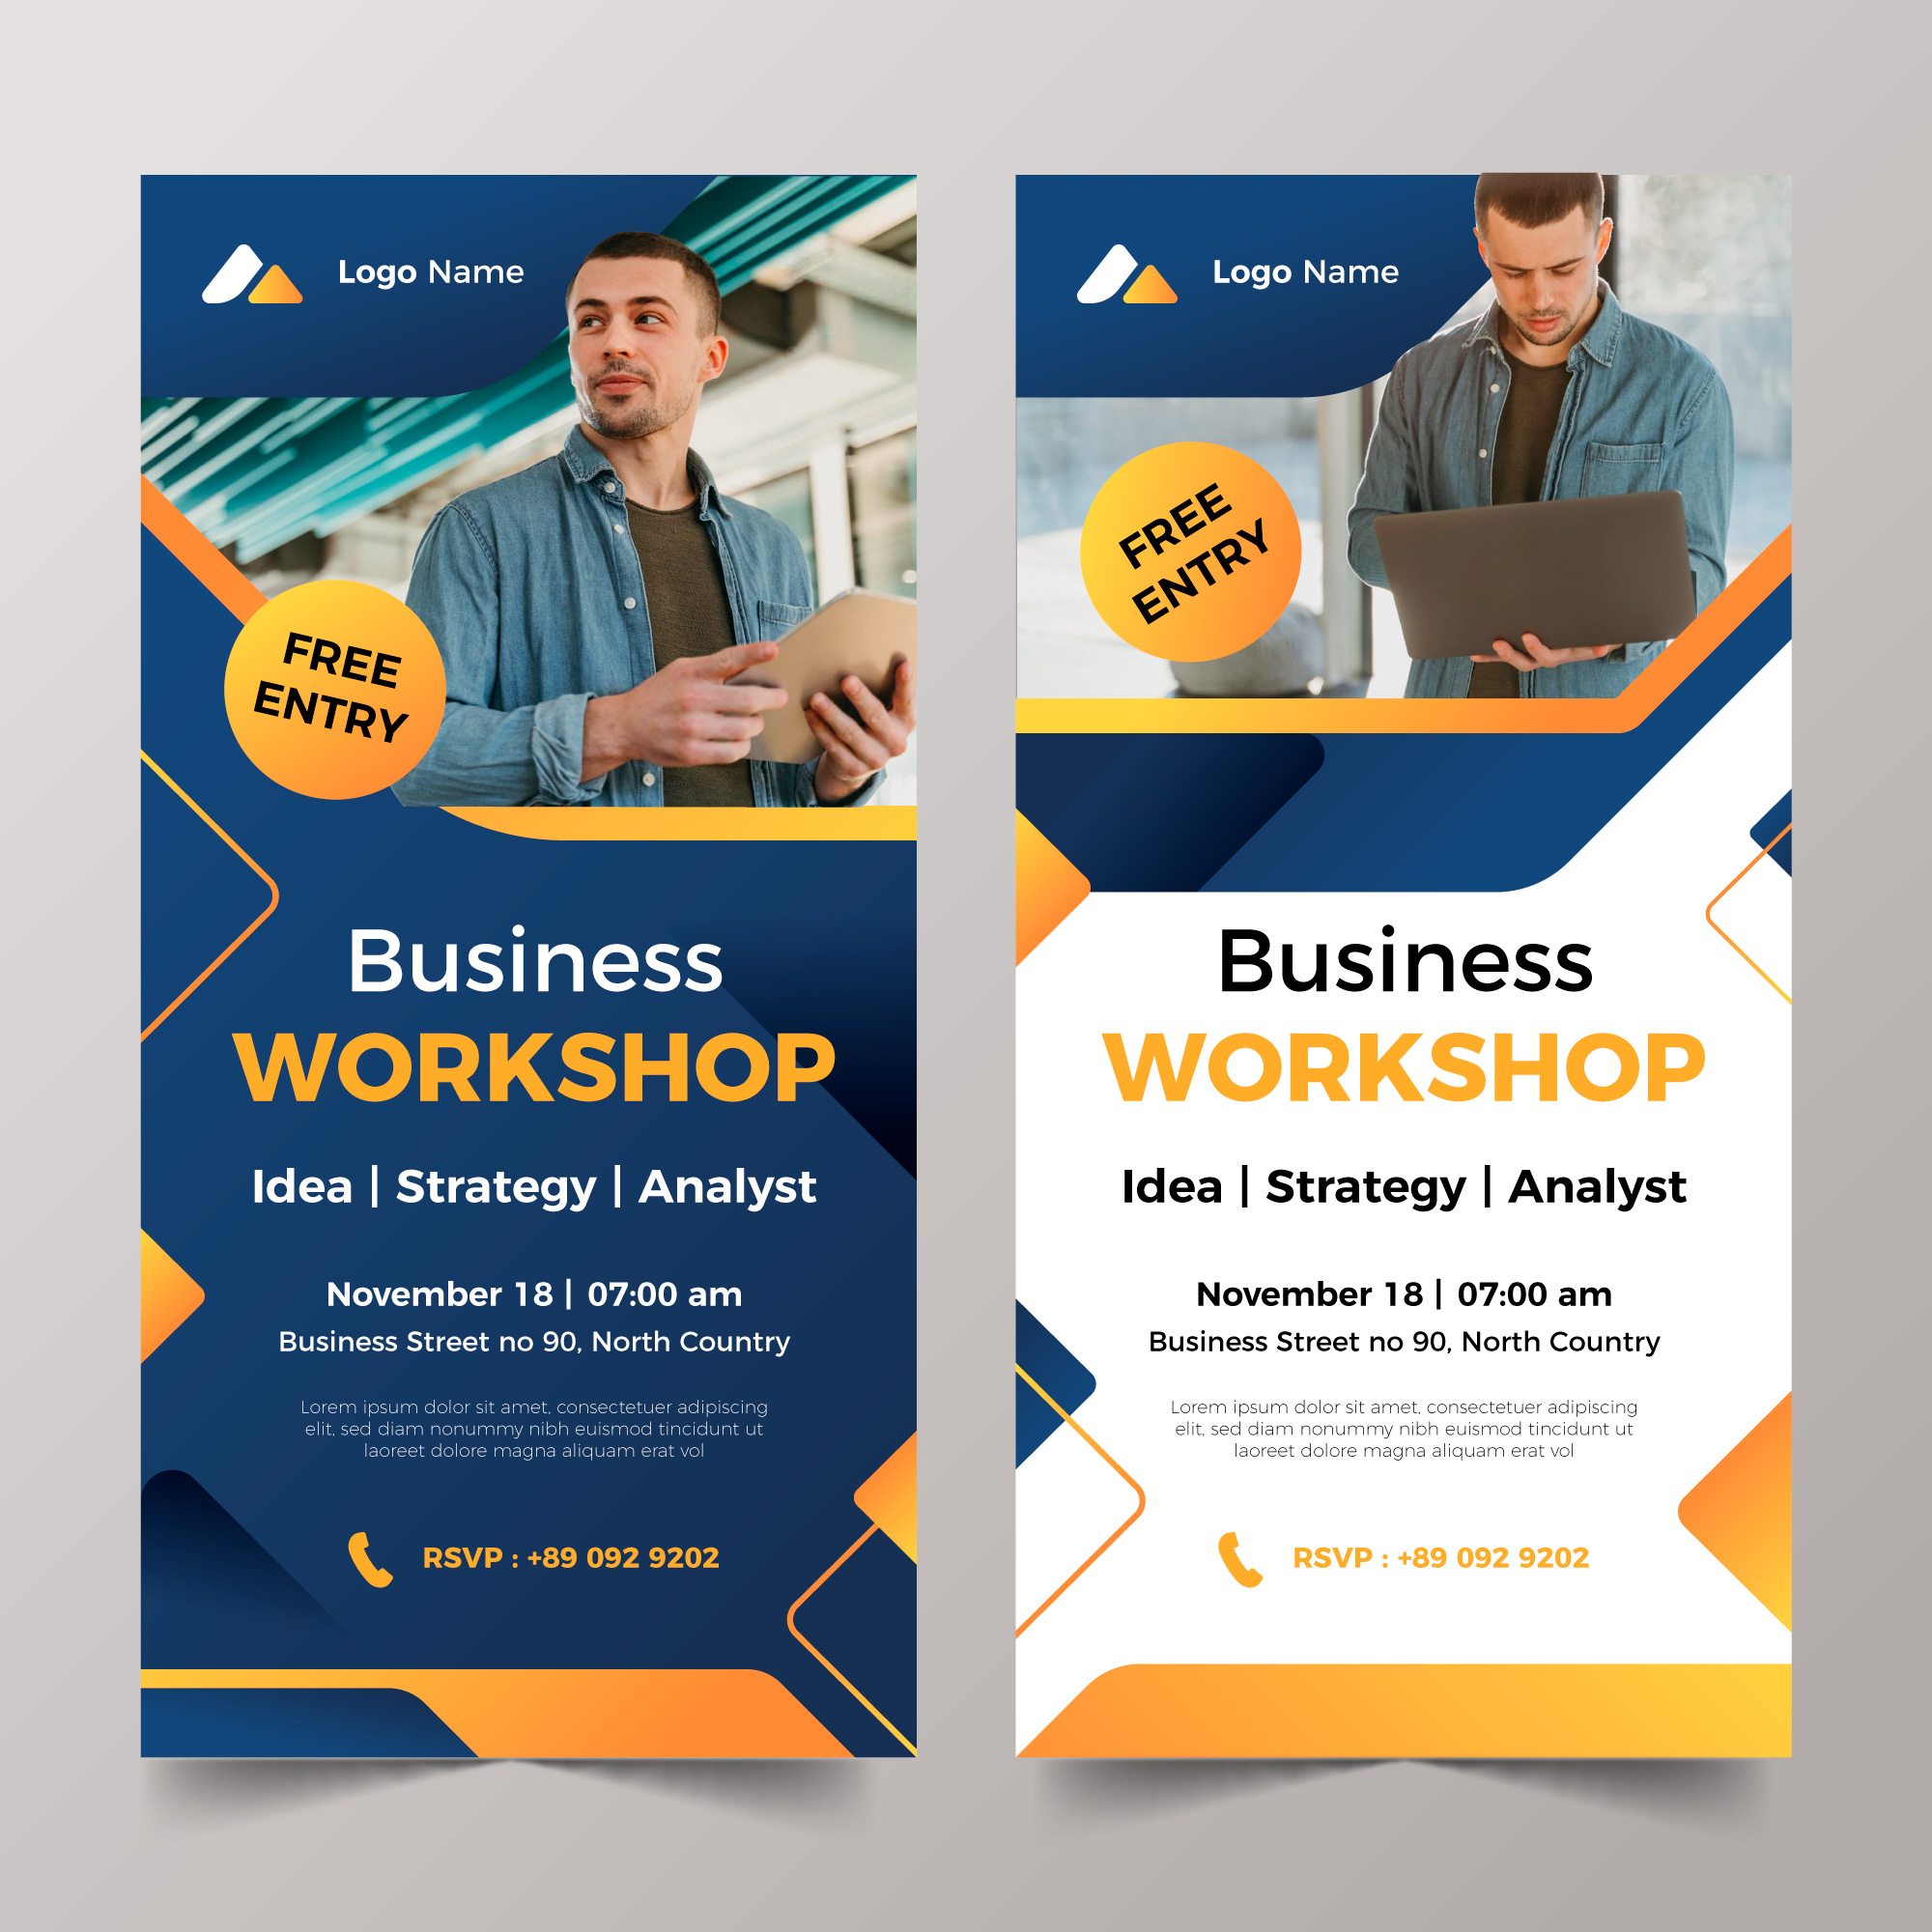 Logo Name
FREE
ENTRY
Business
WORKSHOP
Idea | Strategy | Analyst
November 18 | 07:00 am
Business Street no 90, North Country
Lorem ipsum dolor sit amet, consectetuer adipiscing
elit, sed diam nonummy nibh euismod tincidunt ut
laoreet dolore magna aliquam erat vol
RSVP : +89 092 9202
Logo Name
FREE
ENTRY
Business
WORKSHOP
Idea | Strategy | Analyst
November 18 | 07:00 am
Business Street no 90, North Country
Lorem ipsum dolor sit amet, consectetuer adipiscing
elit, sed diam nonummy nibh euismod tincidunt ut
laoreet dolore magna aliquam erat vol
RSVP : +89 092 9202